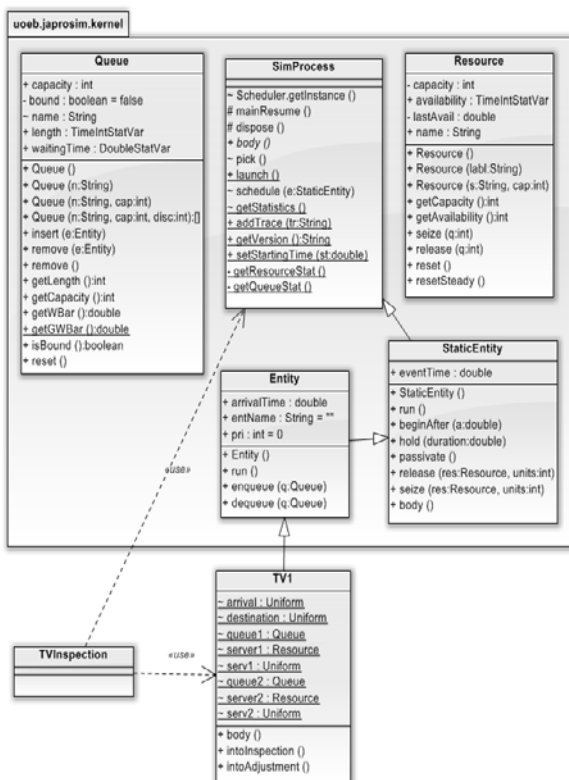 uoeb.japrosim.kernel
Queue
+ capacity : int
- bound : boolean = false
~ name : String
+ length : TimeIntStatVar
+ waitingTime : DoubleStatVar
+ Queue ()
+ Queue (n:String)
+ Queue (n:String, cap:int)
+ Queue (n:String, cap:int, disc:int):[]
+ insert (e:Entity)
+ remove (e:Entity)
+ remove ()
+ getLength ():int
+ getCapacity ():int
+ getWBar ():double
+ getGWBar ():double
+ isBound ():boolean
+ reset ()
SimProcess
~ Scheduler.getInstance ()
# mainResume ()
# dispose ()
+ body ()
~ pick ()
+ launch ()
~ schedule (e:StaticEntity)
~ getStatistics ()
+ addTrace (tr:String)
+ getVersion ():String
+ setStartingTime (st:double)
- getResourceStat ()
- getQueueStat ()
Resource
- capacity : int
+ availability : TimeIntStatVar
- lastAvail : double
+ name : String
+ Resource ()
+ Resource (labl:String)
+ Resource (s:String, cap:int)
+ getCapacity ():int
+ getAvailability ():int
+ seize (q:int)
+ release (q:int)
+ reset ()
+ resetSteady ()
StaticEntity
+ eventTime : double
+ StaticEntity ()
+ run ()
+ beginAfter (a:double)
+ hold (duration:double)
+ passivate ()
+ release (res:Resource, units:int)
+ seize (res:Resource, units:int)
+ body ()
Entity
+ arrivalTime : double
+ entName : String = ""
+ pri : int = 0
+ Entity ()
+ run ()
+ enqueue (q:Queue)
+ dequeue (q:Queue)
«use»
TV1
~ arrival : Uniform
~ destination : Uniform
~ queue1 : Queue
~ server1 : Resource
~ serv1 : Uniform
~ queue2 : Queue
~ server2 : Resource
~ serv2 : Uniform
+ body ()
+ intoInspection ()
+ intoAdjustment ()
TVInspection
«use»